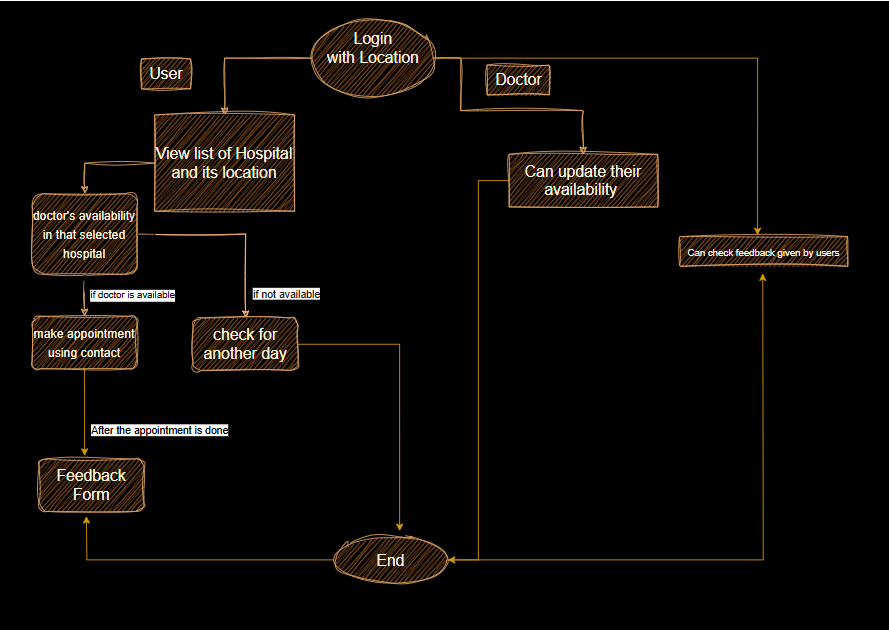 Login
with Location
User
Doctor
View list of Hospital
and its location
Can update their
availability
doctor's availability
in that selected
hospital
Can check feedback given by users
if doctor is available
if not available
make appointment
using contact
check for
another day
After the appointment is done
Feedback
Form
End